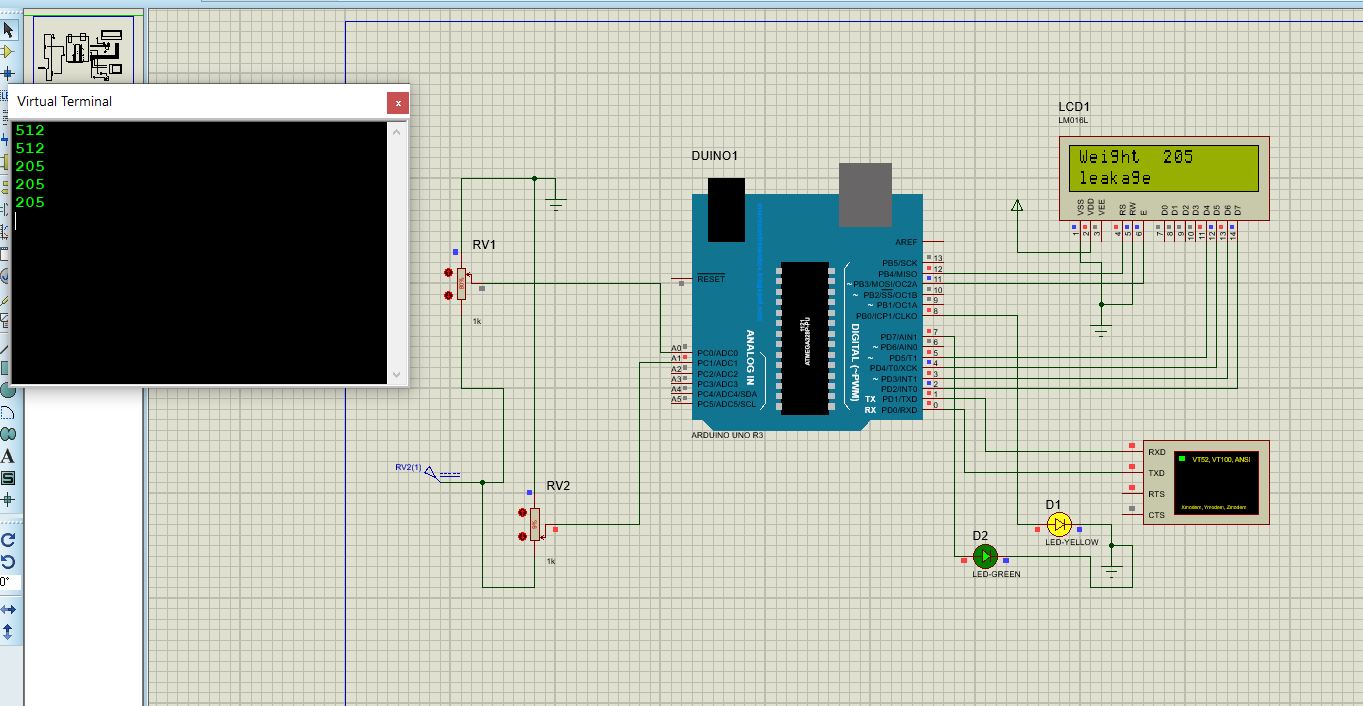 Virtual Terminal
512
512
205
205
205
LCD1
LM016L
Weight 205
leakage
VSS
VDD
VEE
RS
RW
E
D0
D1
D2
D3
D4
D5
D6
D7
1
2
3
4
5
6
7
8
9
10
11
12
13
14
DUINO1
RESET
AREF
PB5/SCK
PB4/MISO
~PB3/MOSI/OC2A
~ PB2/SS/OC1B
~ PB1/OC1A
PB0/ICP1/CLKO
PD7/AIN1
~ PD6/AIN0
~ PD5/T1
PD4/T0/XCK
~ PD3/INT1
PD2/INT0
TX PD1/TXD
RX PD0/RXD
13
12
11
10
9
8
7
6
5
4
3
2
1
0
DIGITAL (~PWM)
ANALOG IN
1121
ATMEGA328P-PU
A0
A1
A2
A3
A4
A5
PC0/ADC0
PC1/ADC1
PC2/ADC2
PC3/ADC3
PC4/ADC4/SDA
PC5/ADC5/SCL
ARDUINO UNO R3
RV1
1k
RV2(1)
RV2
1k
RXD
TXD
RTS
CTS
VT52, VT100, ANSI
Xmodem, Ymodem, Zmodem
D1
LED-YELLOW
D2
LED-GREEN
A
S
0°